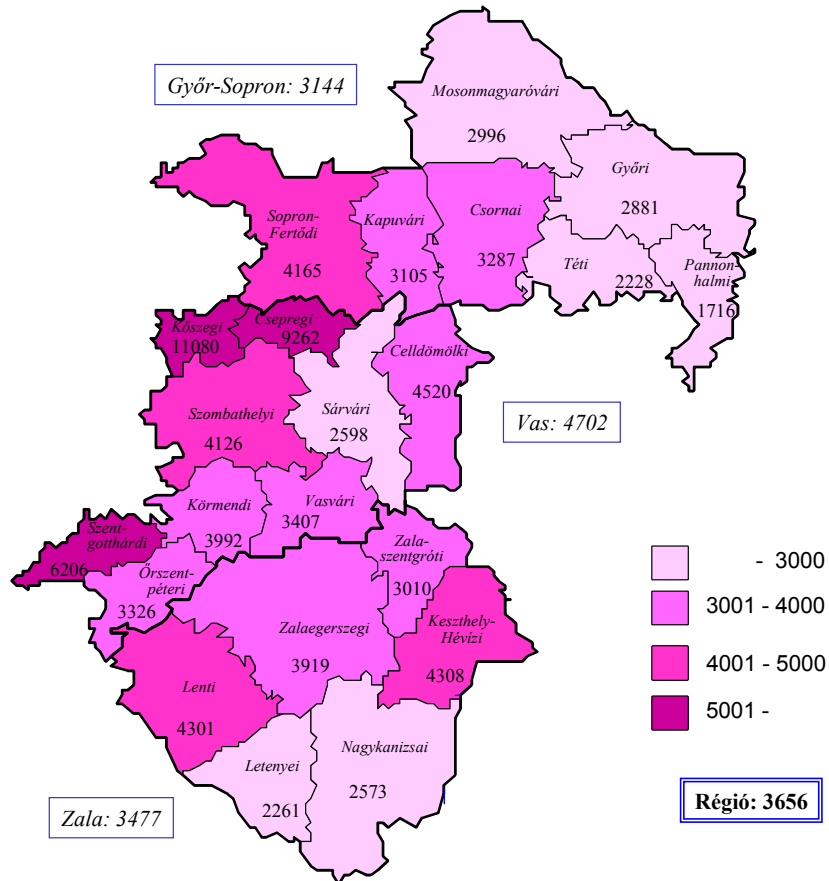 Győr-Sopron: 3144
Mosonmagyaróvári
2996
Győri
2881
Sopron-
Fertődi
4165
Kapuvári
3105
Csornai
3287
Téti
2228
Pannon-
halmi
1716
Kőszegi
11080
Csepregi
9262
Celldömölki
4520
Szombathelyi
4126
Sárvári
2598
Vas: 4702
Körmendi
3992
Vasvári
3407
Szent-
gotthárdi
6206
Őrszent-
péteri
3326
Zala-
szentgróti
3010
Zalaegerszegi
3919
Keszthely-
Hévízi
4308
Lenti
4301
Letenyei
2261
Nagykanizsai
2573
Zala: 3477
- 3000
3001 - 4000
4001 - 5000
5001 -
Régió: 3656